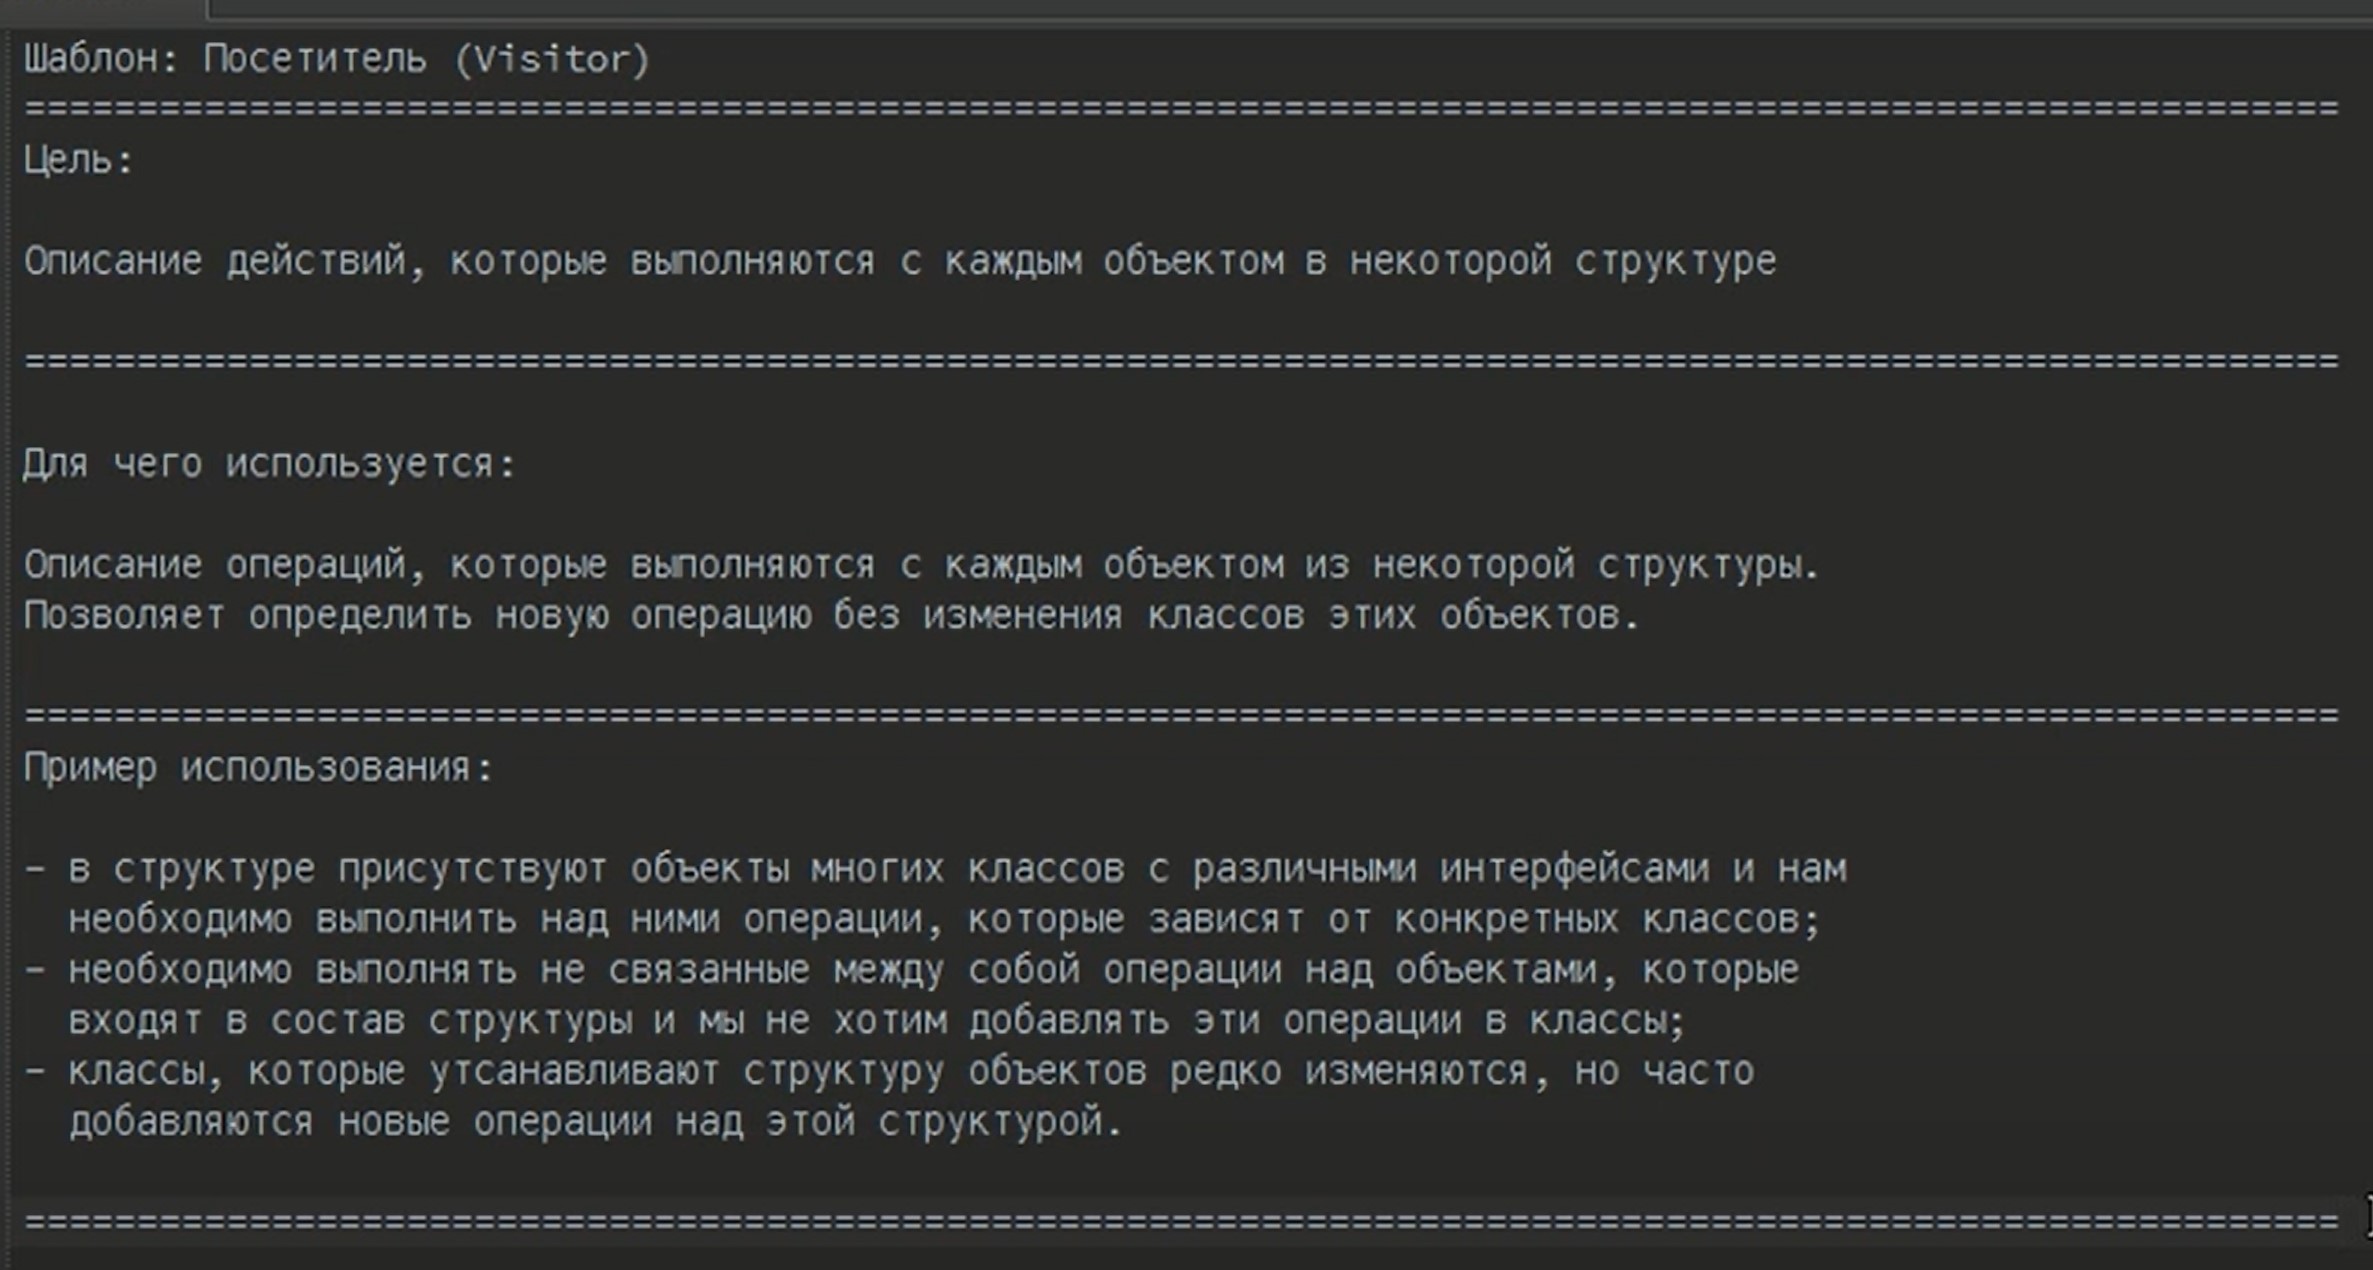 Шаблон: Посетитель (Visitor)
=======================================================================================================
Цель:
Описание действий, которые выполняются с каждым объектом в некоторой структуре
=======================================================================================================
Для чего используется:
Описание операций, которые выполняются с каждым объектом из некоторой структуры.
Позволяет определить новую операцию без изменения классов этих объектов.
=======================================================================================================
Пример использования:
- в структуре присутствуют объекты многих классов с различными интерфейсами и нам
необходимо выполнить над ними операции, которые зависят от конкретных классов;
- необходимо выполнять не связанные между собой операции над объектами, которые
входят в состав структуры и мы не хотим добавлять эти операции в классы;
- классы, которые утсанавливают структуру объектов редко изменяются, но часто
добавляются новые операции над этой структурой.
=======================================================================================================